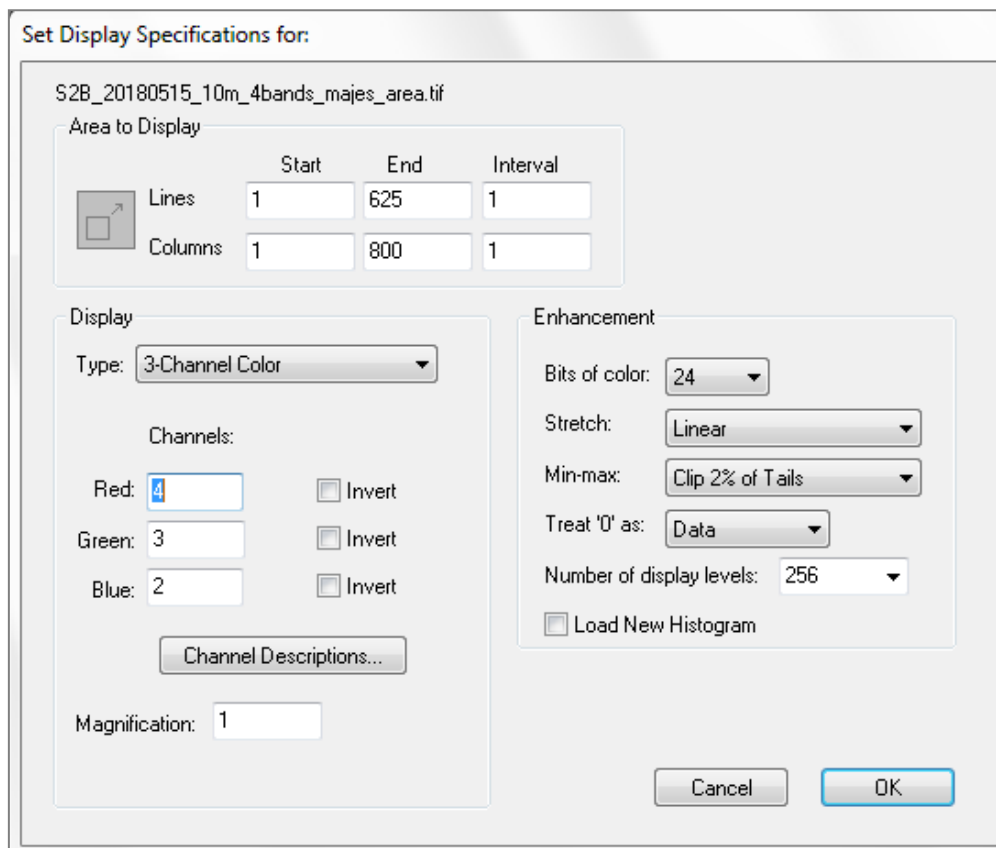 Set Display Specifications for:
S2B_20180515_10m_4bands_majes_area.tif
Area to Display
Start End Interval
Lines 1 625 1
Columns 1 800 1
Display
Type: 3-Channel Color
Channels:
Red: 4 Invert
Green: 3 Invert
Blue: 2 Invert
Channel Descriptions...
Magnification: 1
Enhancement
Bits of color: 24
Stretch: Linear
Min-max: Clip 2% of Tails
Treat '0' as: Data
Number of display levels: 256
Load New Histogram
Cancel OK